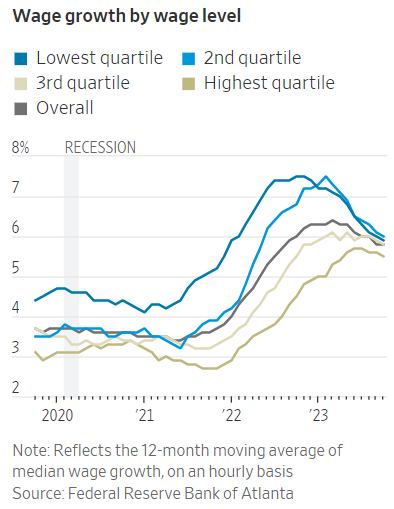 Wage growth by wage level
Lowest quartile 2nd quartile
3rd quartile Highest quartile
Overall
8% RECESSION
7
6
5
4
3
2
2020 '21 '22 '23
Note: Reflects the 12-month moving average of
median wage growth, on an hourly basis
Source: Federal Reserve Bank of Atlanta